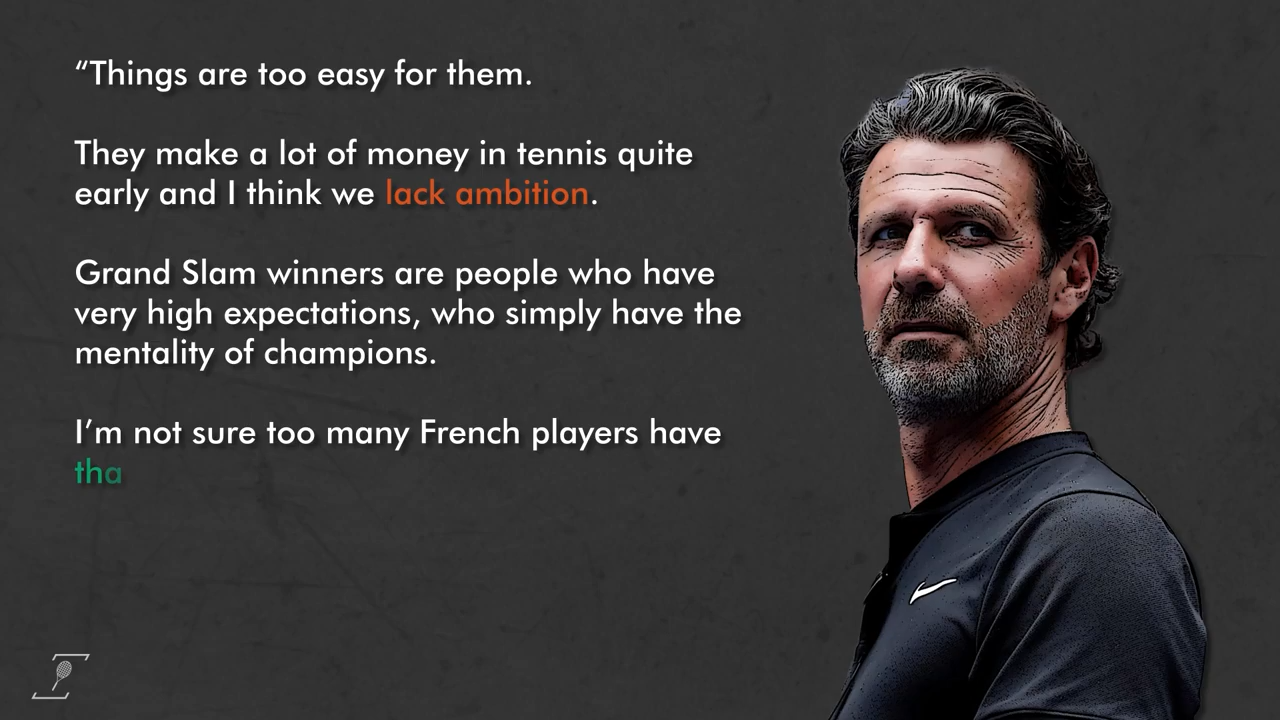 “Things are too easy for them.
They make a lot of money in tennis quite
early and I think we lack ambition.
Grand Slam winners are people who have
very high expectations, who simply have the
mentality of champions.
I’m not sure too many French players have
tha